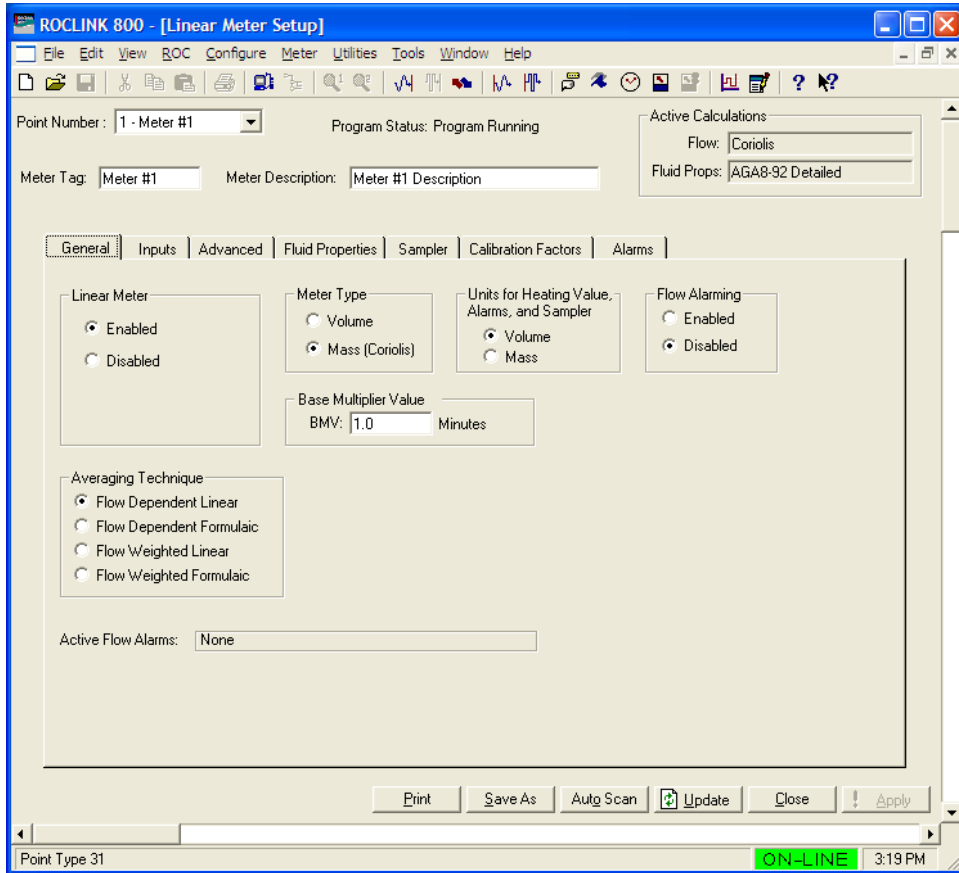 ROCLINK 800 - [Linear Meter Setup]
File Edit View ROC Configure Meter Utilities Tools Window Help
Point Number : 1 - Meter #1
Program Status: Program Running
Active Calculations
Flow: Coriolis
Fluid Props: AGA8-92 Detailed
Meter Tag: Meter #1
Meter Description: Meter #1 Description
General Inputs Advanced Fluid Properties Sampler Calibration Factors Alarms
Linear Meter
Enabled
Disabled
Meter Type
Volume
Mass (Coriolis)
Units for Heating Value,
Alarms, and Sampler
Volume
Mass
Flow Alarming
Enabled
Disabled
Base Multiplier Value
BMV: 1.0 Minutes
Averaging Technique
Flow Dependent Linear
Flow Dependent Formulaic
Flow Weighted Linear
Flow Weighted Formulaic
Active Flow Alarms: None
Print Save As Auto Scan Update Close ! Apply
Point Type 31 ON-LINE 3:19 PM